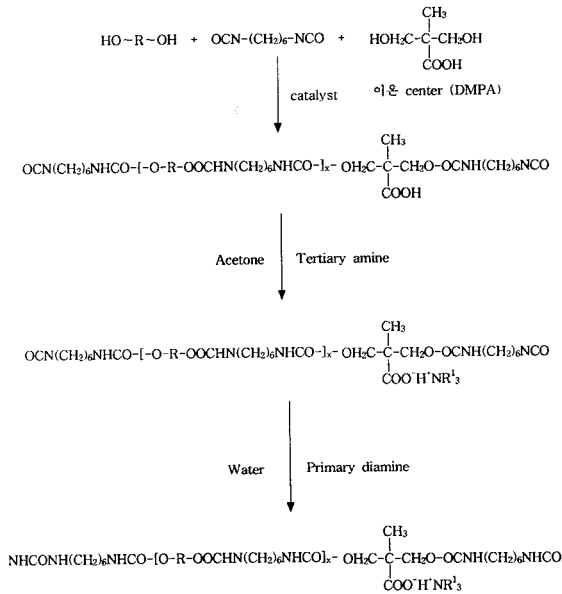 CH₃
HO-R-OH + OCN-(CH₂)₆-NCO + HOH₂C-C-CH₂OH
COOH
catalyst 이온 center (DMPA)
CH₃
OCN(CH₂)₆NHCO-[-O-R-OOCHN(CH₂)₆NHCO-]ₓ- OH₂C-C-CH₂O-OCNH(CH₂)₆NCO
COOH
Acetone Tertiary amine
CH₃
OCN(CH₂)₆NHCO-[-O-R-OOCHN(CH₂)₆NHCO-]ₓ- OH₂C-C-CH₂O-OCNH(CH₂)₆NCO
COO⁻H⁺NR¹₃
Water Primary diamine
CH₃
NHCONH(CH₂)₆NHCO-[O-R-OOCHN(CH₂)₆NHCO]ₓ- OH₂C-C-CH₂O-OCNH(CH₂)₆NHCO
COO⁻H⁺NR¹₃